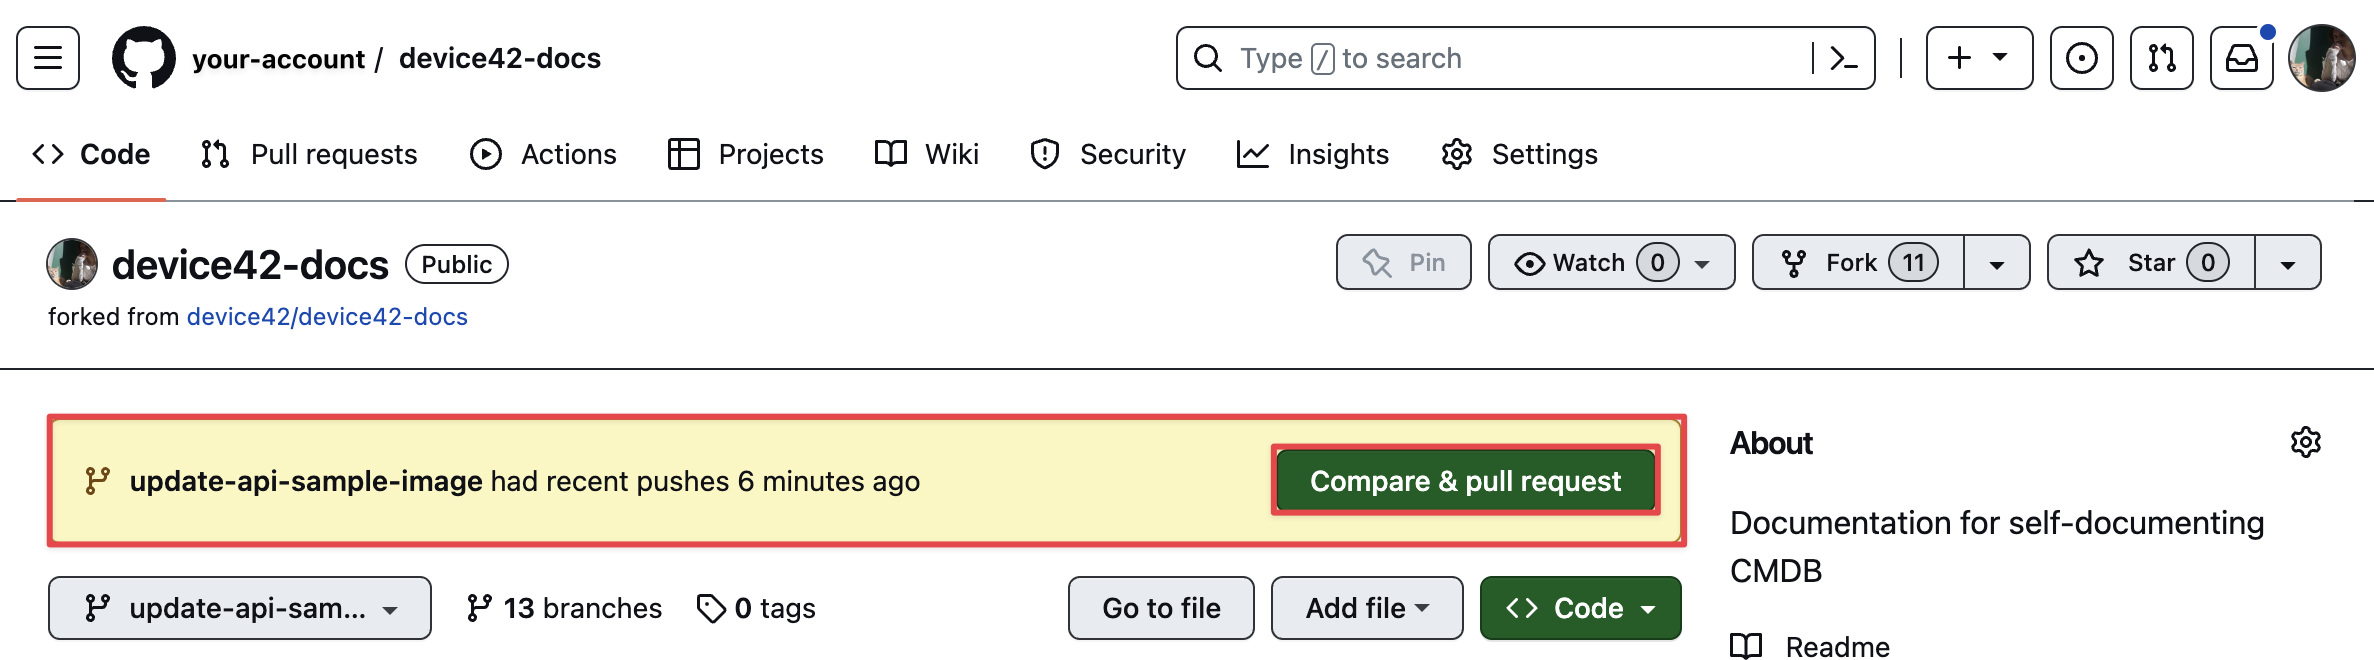 your-account / device42-docs
Type / to search
Code Pull requests Actions Projects Wiki Security Insights Settings
device42-docs Public
Pin Watch 0 Fork 11 Star 0
forked from device42/device42-docs
update-api-sample-image had recent pushes 6 minutes ago
Compare & pull request
update-api-sam... 13 branches 0 tags
Go to file Add file Code
About
Documentation for self-documenting
CMDB
Readme